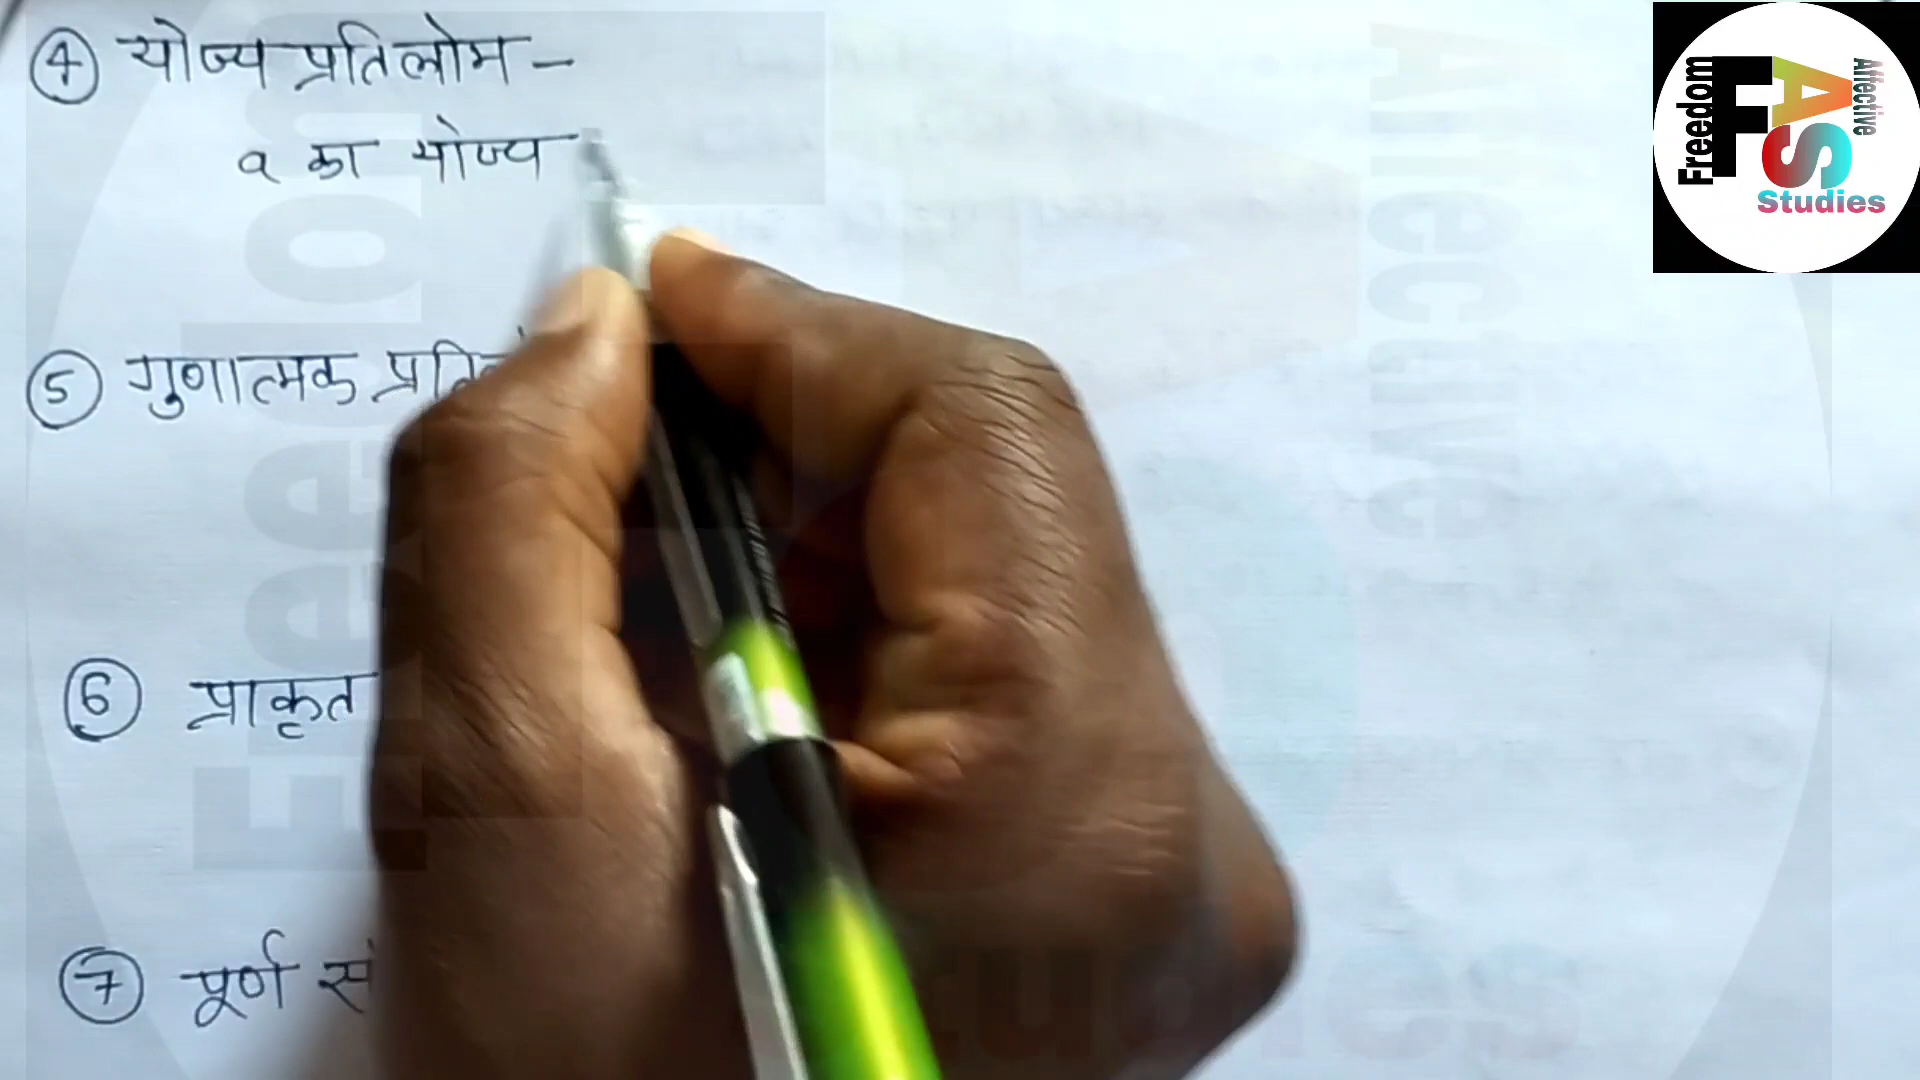 ④ योज्य प्रतिलोम –
a का योज्य
⑤ गुणात्मक
⑥ प्राकृत
⑦ पूर्ण
Freedom
F
A
S
Affective
Studies